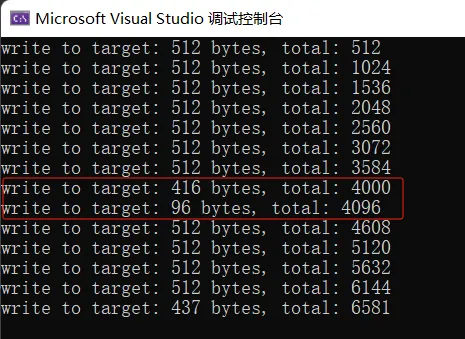 Microsoft Visual Studio 调试控制台
write to target: 512 bytes, total: 512
write to target: 512 bytes, total: 1024
write to target: 512 bytes, total: 1536
write to target: 512 bytes, total: 2048
write to target: 512 bytes, total: 2560
write to target: 512 bytes, total: 3072
write to target: 512 bytes, total: 3584
write to target: 416 bytes, total: 4000
write to target: 96 bytes, total: 4096
write to target: 512 bytes, total: 4608
write to target: 512 bytes, total: 5120
write to target: 512 bytes, total: 5632
write to target: 512 bytes, total: 6144
write to target: 437 bytes, total: 6581